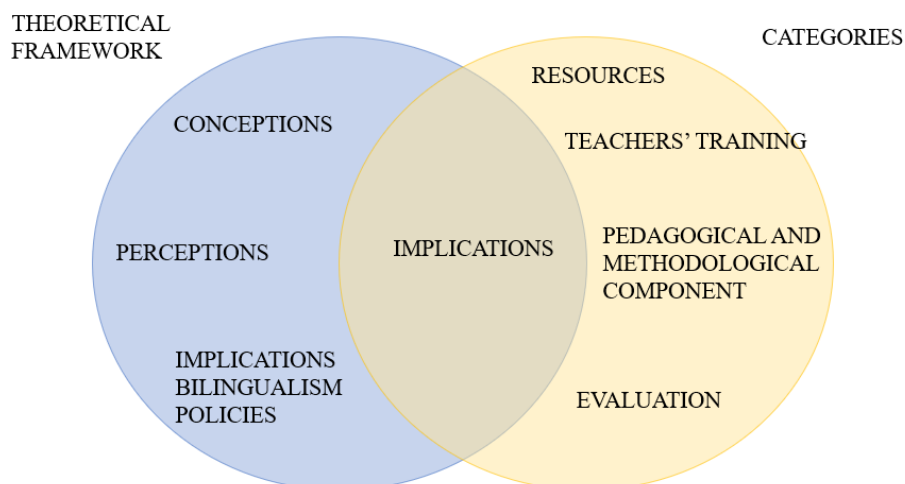 THEORETICAL
FRAMEWORK
CATEGORIES
CONCEPTIONS
PERCEPTIONS
IMPLICATIONS
BILINGUALISM
POLICIES
IMPLICATIONS
RESOURCES
TEACHERS’ TRAINING
PEDAGOGICAL AND
METHODOLOGICAL
COMPONENT
EVALUATION